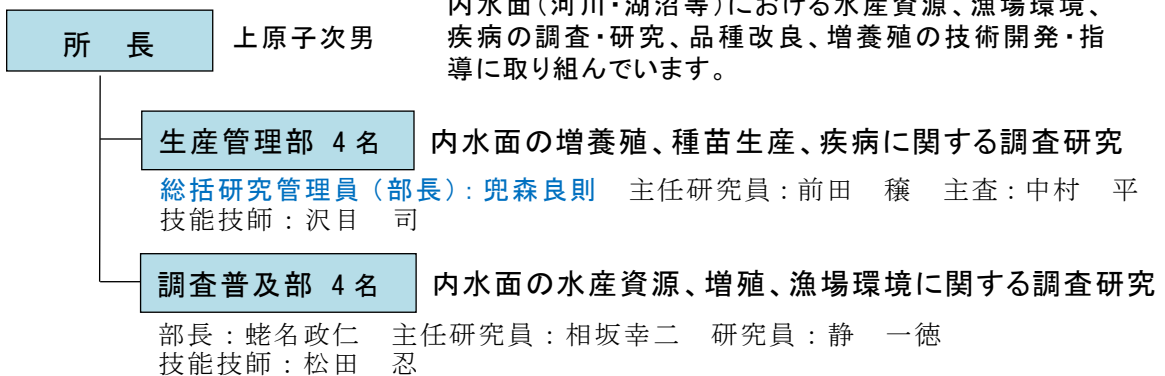 内水面(河川・湖沼等)における水産資源、漁場環境、
所 長 上原子次男 疾病の調査・研究、品種改良、増養殖の技術開発・指
導に取り組んでいます。
生産管理部 4名 内水面の増養殖、種苗生産、疾病に関する調査研究
総括研究管理員(部長):兜森良則 主任研究員:前田 穣 主査:中村 平
技能技師:沢目 司
調査普及部 4名 内水面の水産資源、増殖、漁場環境に関する調査研究
部長:蛯名政仁 主任研究員:相坂幸二 研究員:静 一徳
技能技師:松田 忍